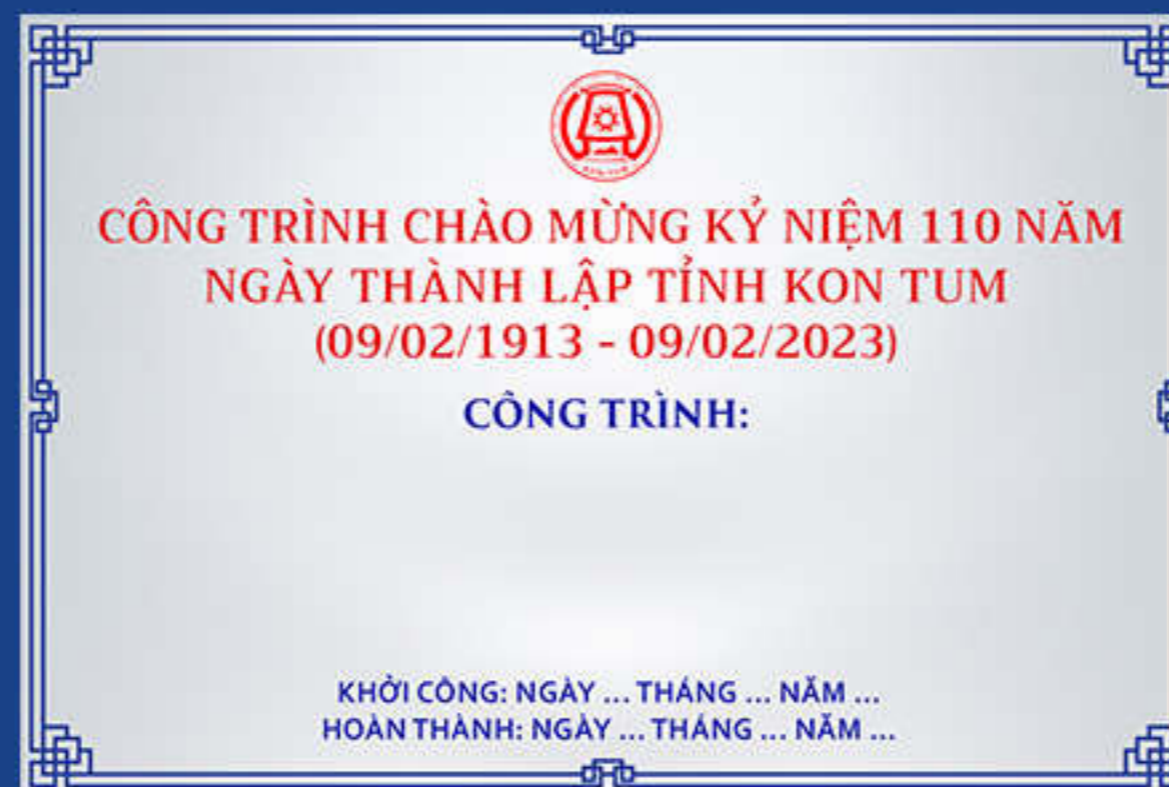 CÔNG TRÌNH CHÀO MỪNG KỶ NIỆM 110 NĂM
NGÀY THÀNH LẬP TỈNH KON TUM
(09/02/1913 - 09/02/2023)
CÔNG TRÌNH:
KHỞI CÔNG: NGÀY ... THÁNG ... NĂM ...
HOÀN THÀNH: NGÀY ... THÁNG ... NĂM ...